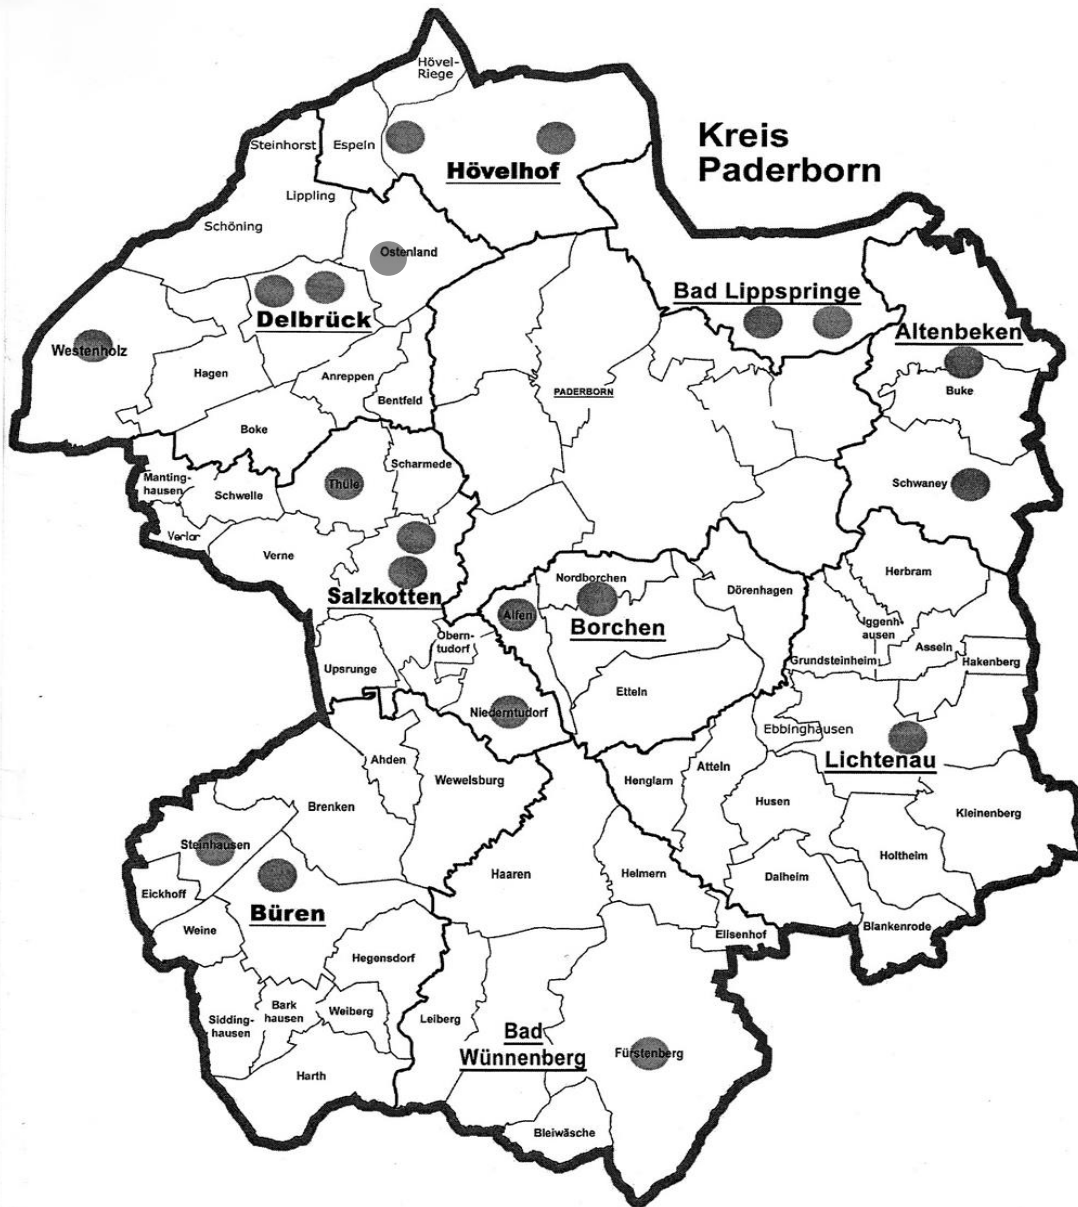 Hövel-
Riege
Kreis
Paderborn
Steinhorst
Espeln
Hövelhof
Lippling
Schöning
Ostenland
Bad Lippspringe
Delbrück
Altenbeken
Westenholz
Hagen
Anreppen
Bentfeld
PADERBORN
Buke
Boke
Scharmede
Manting-
hausen
Schwelle
Thüle
Schwaney
Verlar
Verne
Salzkotten
Nordborchen
Dörenhagen
Herbram
Alfen
Borchen
Iggenh
ausen
Obern-
tudorf
Asseln
Upsrunge
Grundsteinheim
Hakenberg
Etteln
Niederntudorf
Ebbinghausen
Lichtenau
Ahden
Wewelsburg
Henglarn
Atteln
Brenken
Husen
Kleinenberg
Steinhausen
Holtheim
Haaren
Helmern
Dalheim
Eickhoff
Büren
Weine
Elisenhof
Blankenrode
Hegensdorf
Sidding-
hausen
Bark
hausen
Weiberg
Leiberg
Bad
Wünnenberg
Fürstenberg
Harth
Bleiwäsche